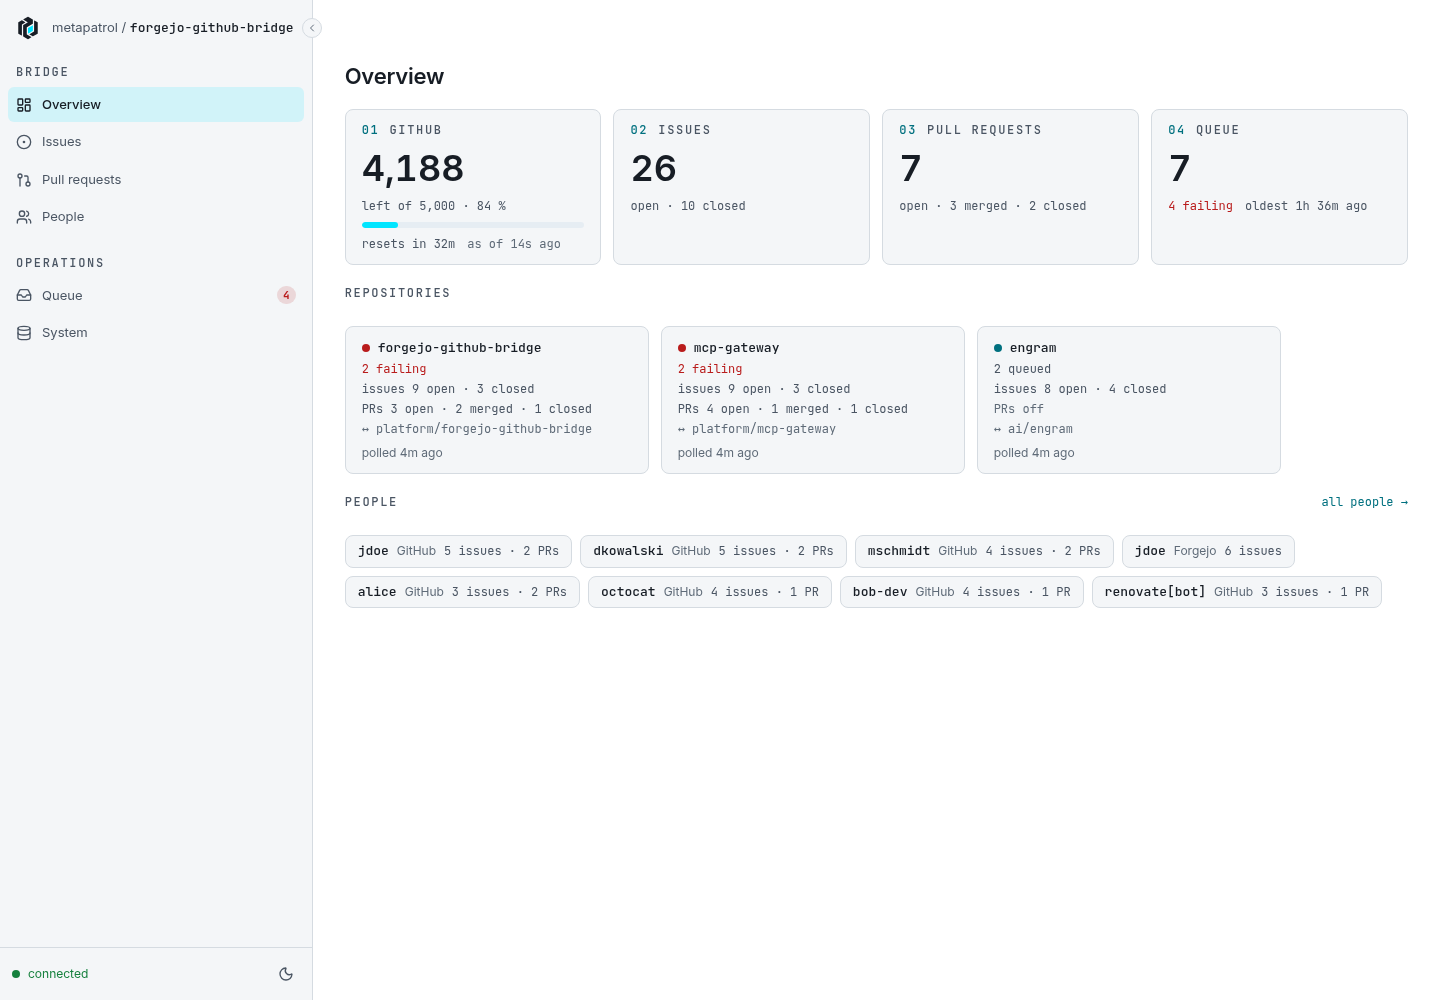 metapatrol / forgejo-github-bridge
BRIDGE
Overview
Issues
Pull requests
People
OPERATIONS
Queue 4
System
connected
Overview
01 GITHUB
4,188
left of 5,000 · 84 %
resets in 32m as of 14s ago
02 ISSUES
26
open · 10 closed
03 PULL REQUESTS
7
open · 3 merged · 2 closed
04 QUEUE
7
4 failing oldest 1h 36m ago
REPOSITORIES
forgejo-github-bridge
2 failing
issues 9 open · 3 closed
PRs 3 open · 2 merged · 1 closed
↔ platform/forgejo-github-bridge
polled 4m ago
mcp-gateway
2 failing
issues 9 open · 3 closed
PRs 4 open · 1 merged · 1 closed
↔ platform/mcp-gateway
polled 4m ago
engram
2 queued
issues 8 open · 4 closed
PRs off
↔ ai/engram
polled 4m ago
PEOPLE
all people →
jdoe GitHub 5 issues · 2 PRs
dkowalski GitHub 5 issues · 2 PRs
mschmidt GitHub 4 issues · 2 PRs
jdoe Forgejo 6 issues
alice GitHub 3 issues · 2 PRs
octocat GitHub 4 issues · 1 PR
bob-dev GitHub 4 issues · 1 PR
renovate[bot] GitHub 3 issues · 1 PR